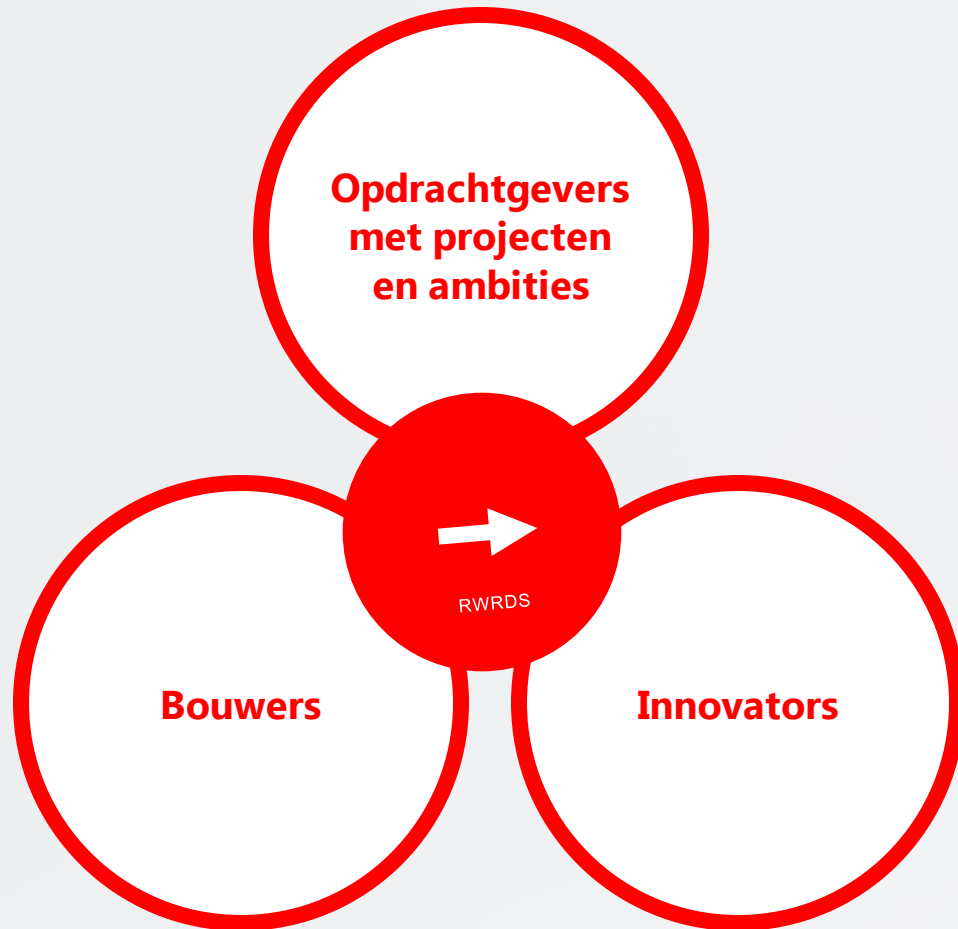 Opdrachtgevers
met projecten
en ambities
RWRDS
Bouwers
Innovators